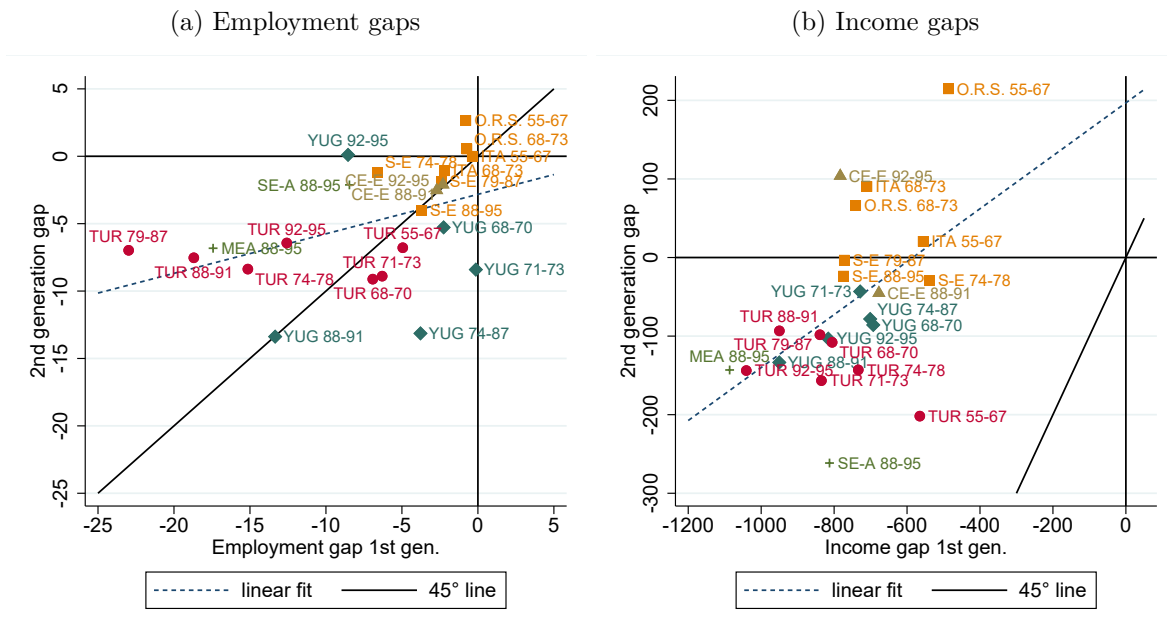 (a) Employment gaps
5
0
-5
-10
-15
-20
-25
2nd generation gap
O.R.S. 55-67
O.R.S. 68-73
YUG 92-95
ITA 55-67
S-E 74-78
ITA 68-73
CE-E 92-95
S-E 79-87
SE-A 88-95
CE-E 88-91
S-E 88-95
YUG 68-70
TUR 92-95
TUR 55-67
TUR 79-87
MEA 88-95
TUR 88-91
TUR 74-78
TUR 71-73
YUG 71-73
TUR 68-70
YUG 88-91
YUG 74-87
-25
-20
-15
-10
-5
0
5
Employment gap 1st gen.
linear fit
45° line
(b) Income gaps
200
100
0
-100
-200
-300
2nd generation gap
O.R.S. 55-67
CE-E 92-95
ITA 68-73
O.R.S. 68-73
ITA 55-67
S-E 79-87
S-E 88-95
S-E 74-78
YUG 71-73
CE-E 88-91
YUG 74-87
TUR 88-91
YUG 68-70
YUG 92-95
TUR 79-87
TUR 68-70
MEA 88-95
YUG 88-91
TUR 92-95
TUR 74-78
TUR 71-73
TUR 55-67
SE-A 88-95
-1200
-1000
-800
-600
-400
-200
0
Income gap 1st gen.
linear fit
45° line